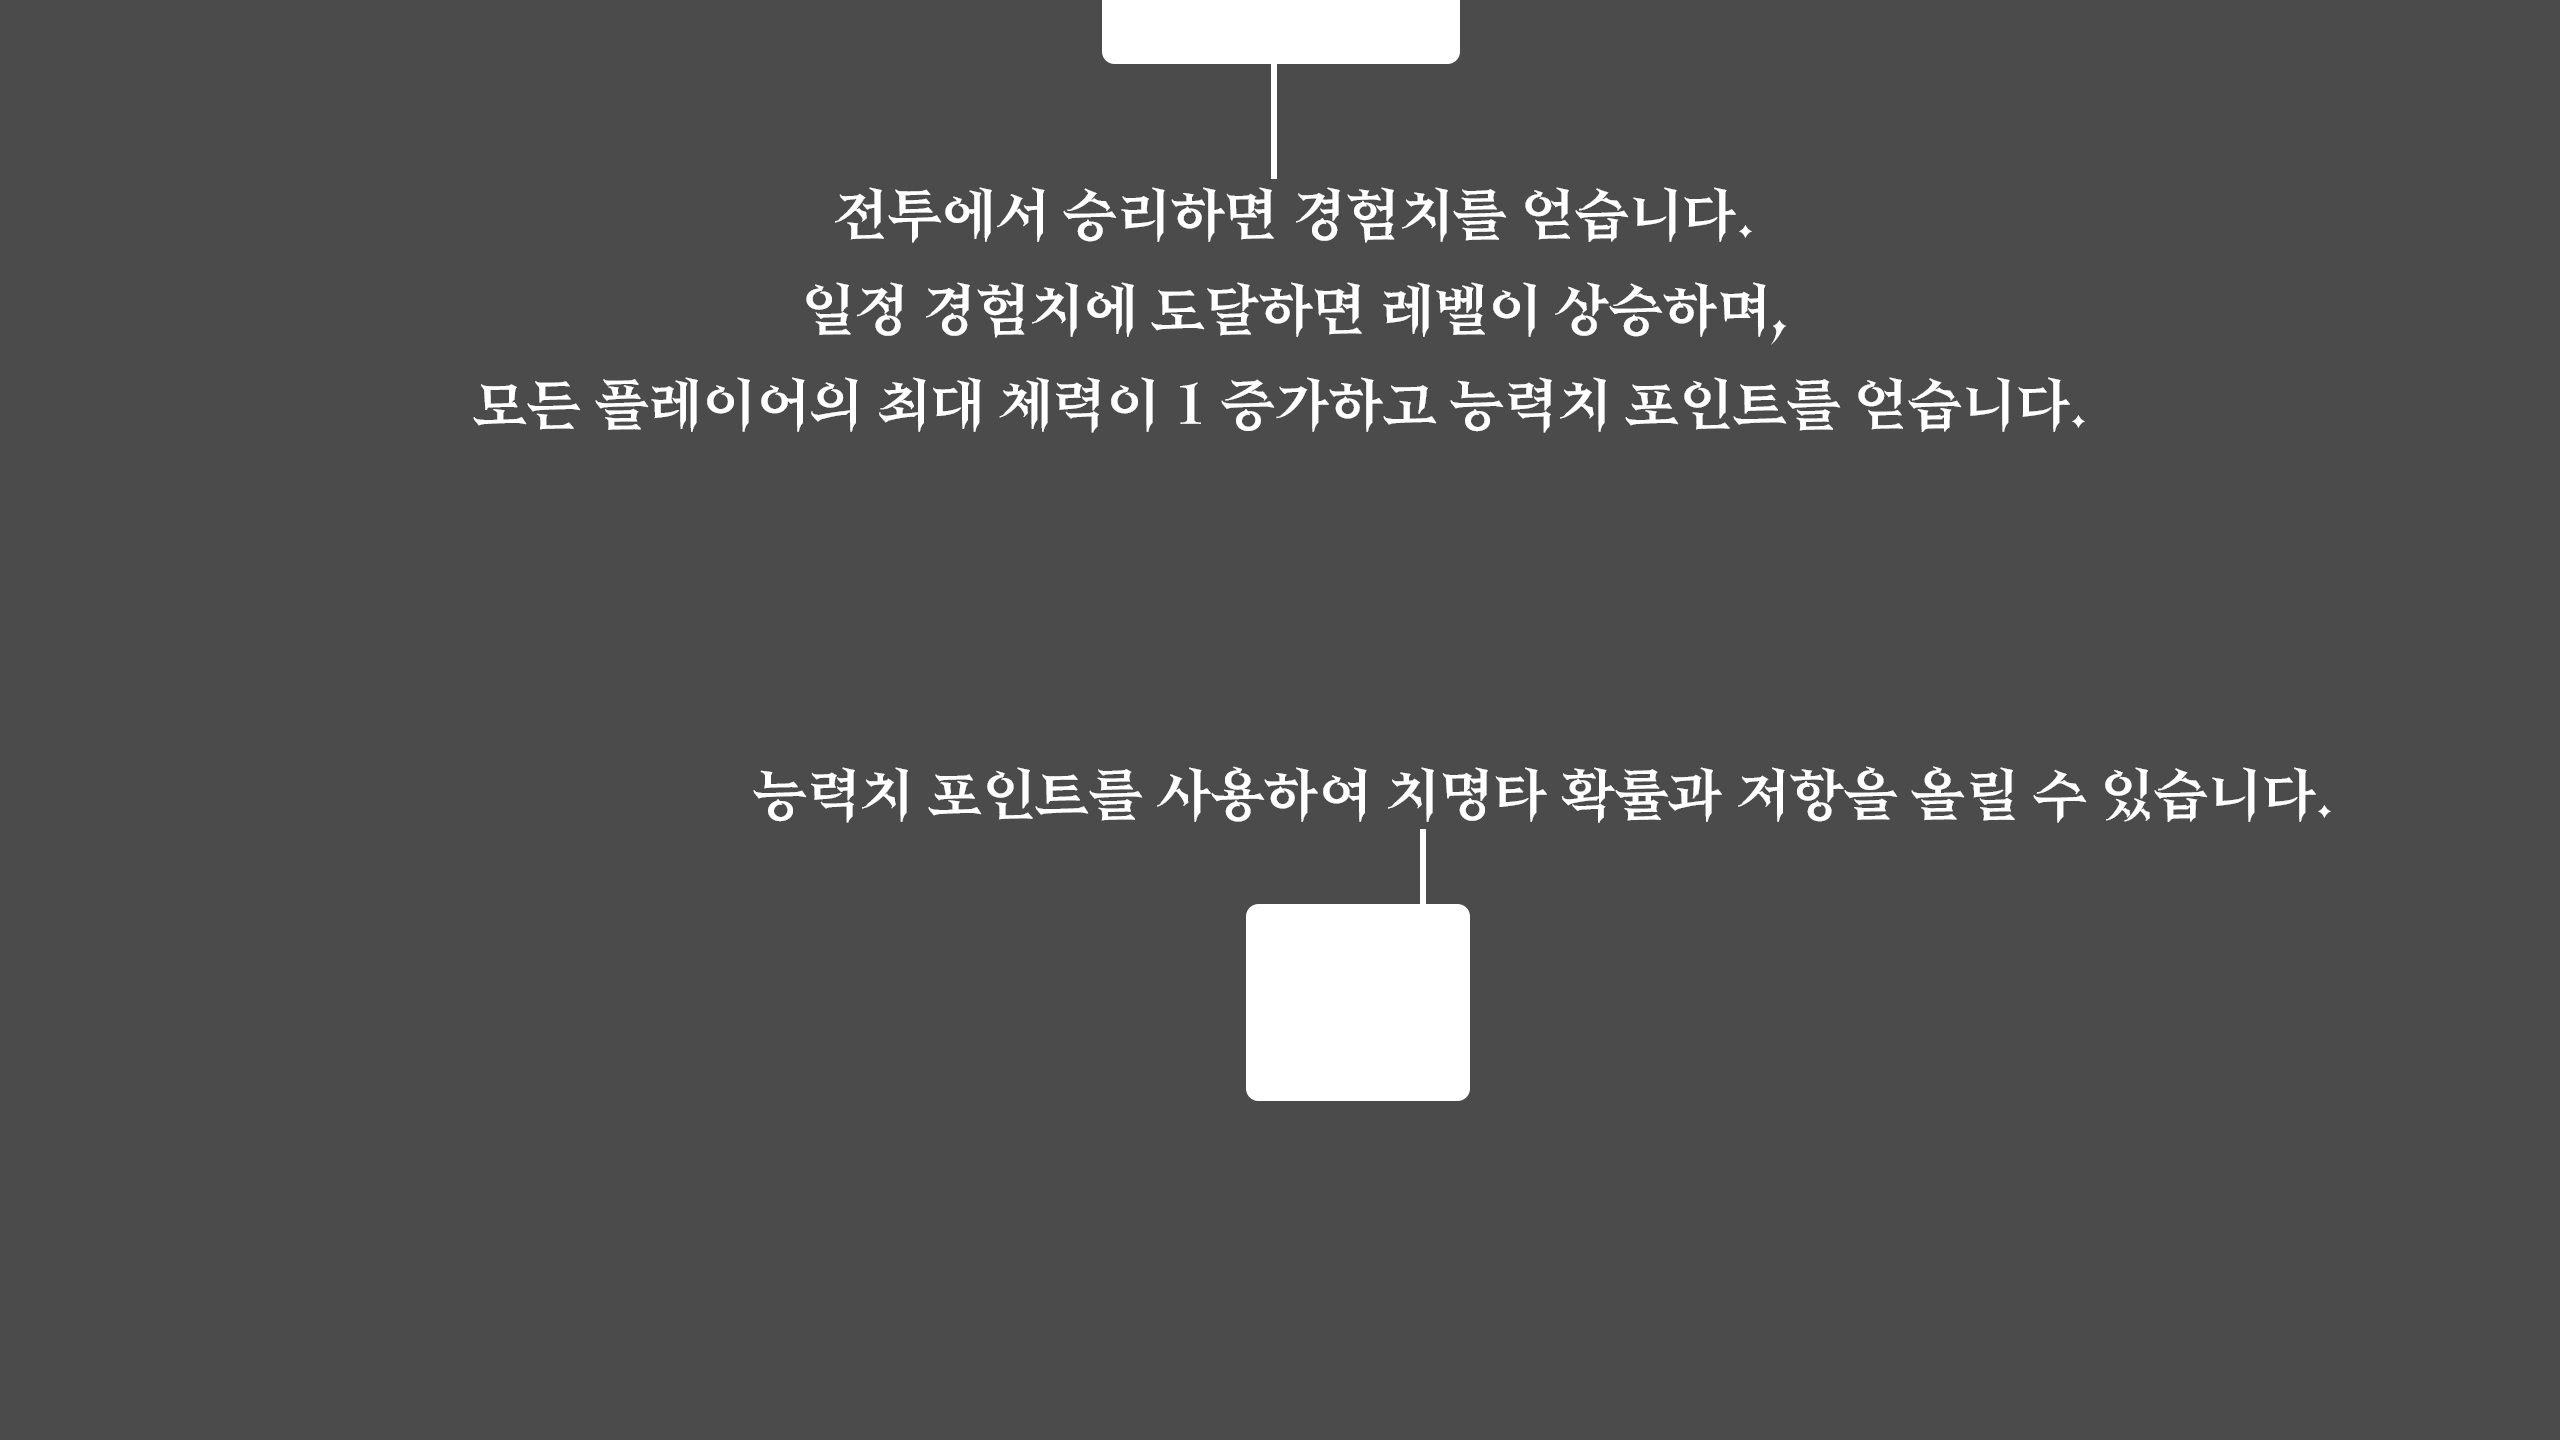 전투에서 승리하면 경험치를 얻습니다.
일정 경험치에 도달하면 레벨이 상승하며,
모든 플레이어의 최대 체력이 1 증가하고 능력치 포인트를 얻습니다.
능력치 포인트를 사용하여 치명타 확률과 저항을 올릴 수 있습니다.